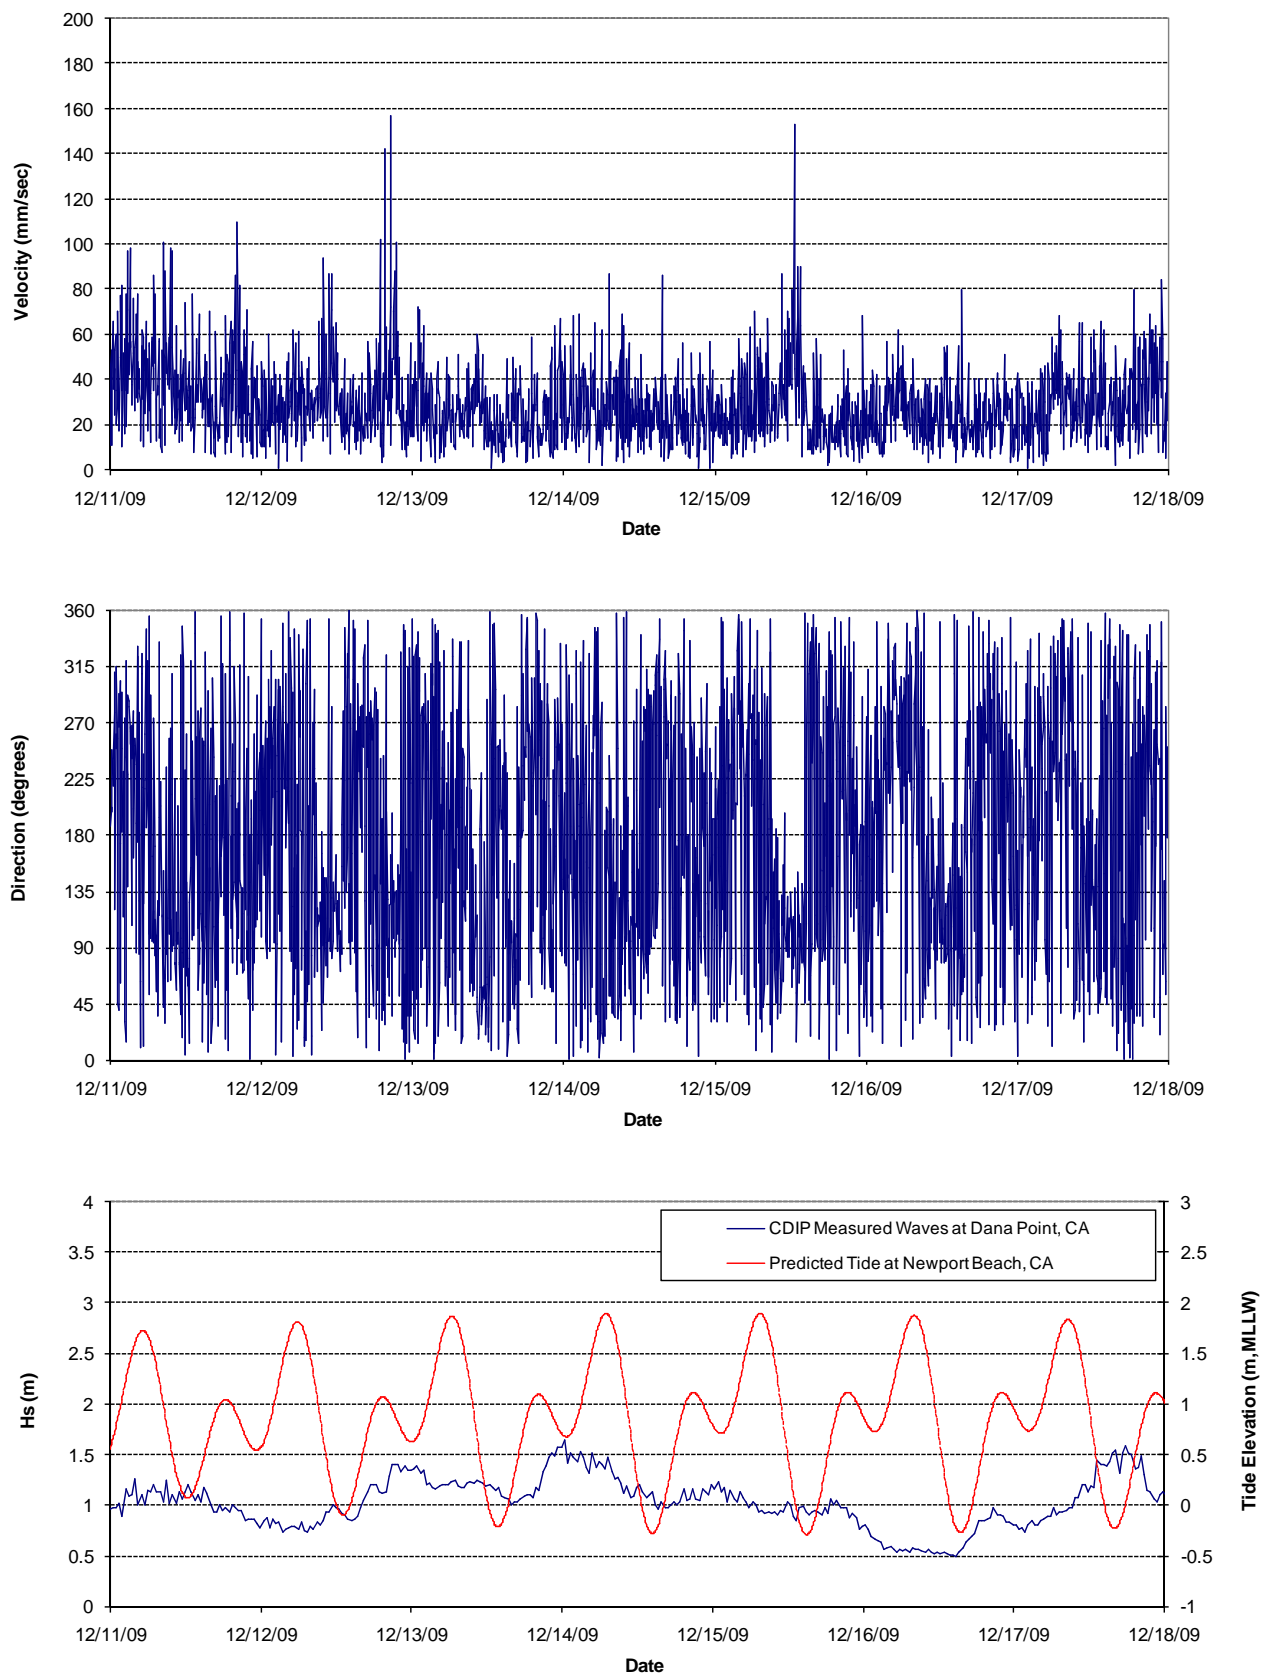 200
180
160
140
120
100
80
60
40
20
0
Velocity (mm/sec)
12/11/09 12/12/09 12/13/09 12/14/09 12/15/09 12/16/09 12/17/09 12/18/09
Date
360
315
270
225
180
135
90
45
0
Direction (degrees)
12/11/09 12/12/09 12/13/09 12/14/09 12/15/09 12/16/09 12/17/09 12/18/09
Date
4 3
3.5 2.5
3 2
2.5 1.5
2 1
1.5 0.5
1 0
0.5 -0.5
0 -1
Hs (m)
Tide Elevation (m,MLLW)
CDIP Measured Waves at Dana Point, CA
Predicted Tide at Newport Beach, CA
12/11/09 12/12/09 12/13/09 12/14/09 12/15/09 12/16/09 12/17/09 12/18/09
Date